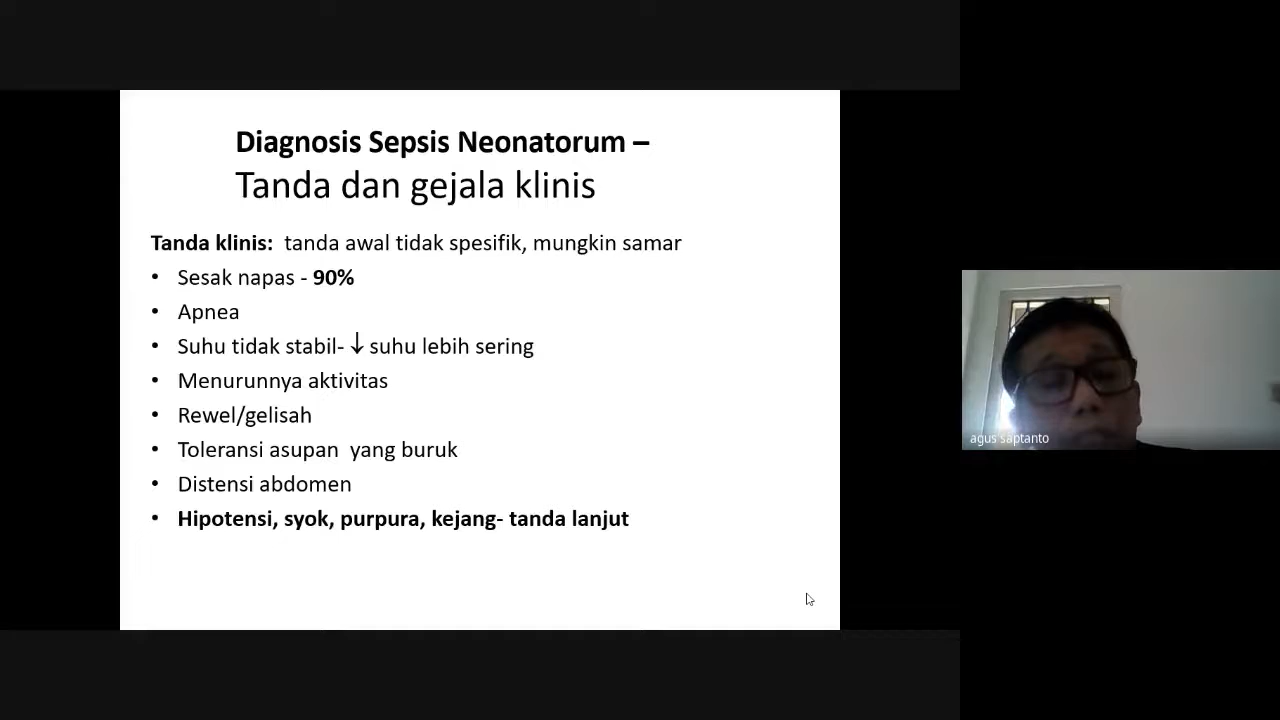 Diagnosis Sepsis Neonatorum –
Tanda dan gejala klinis
Tanda klinis: tanda awal tidak spesifik, mungkin samar
• Sesak napas - 90%
• Apnea
• Suhu tidak stabil- ↓ suhu lebih sering
• Menurunnya aktivitas
• Rewel/gelisah
• Toleransi asupan yang buruk
• Distensi abdomen
• Hipotensi, syok, purpura, kejang- tanda lanjut
agus saptanto